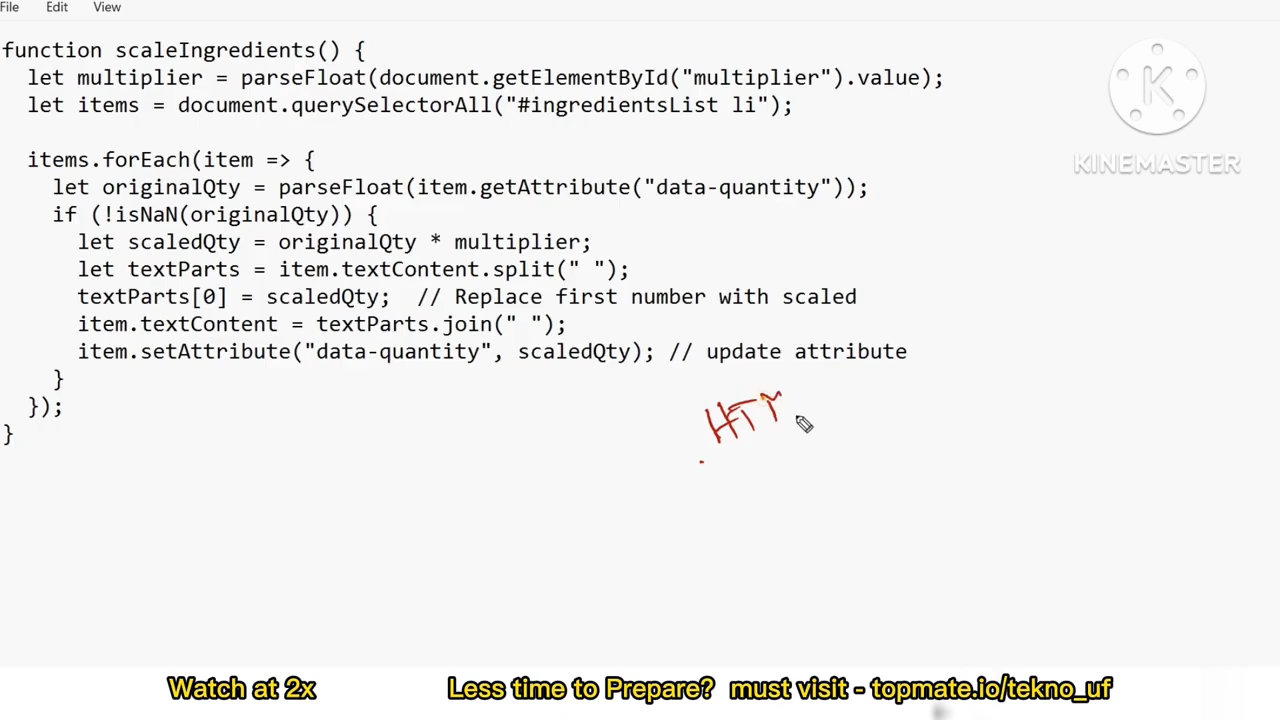 File Edit View
function scaleIngredients() {
let multiplier = parseFloat(document.getElementById("multiplier").value);
let items = document.querySelectorAll("#ingredientsList li");
items.forEach(item => {
let originalQty = parseFloat(item.getAttribute("data-quantity"));
if (!isNaN(originalQty)) {
let scaledQty = originalQty * multiplier;
let textParts = item.textContent.split(" ");
textParts[0] = scaledQty; // Replace first number with scaled
item.textContent = textParts.join(" ");
item.setAttribute("data-quantity", scaledQty); // update attribute
}
});
}
K
KINEMASTER
Watch at 2x Less time to Prepare? must visit - topmate.io/tekno_uf